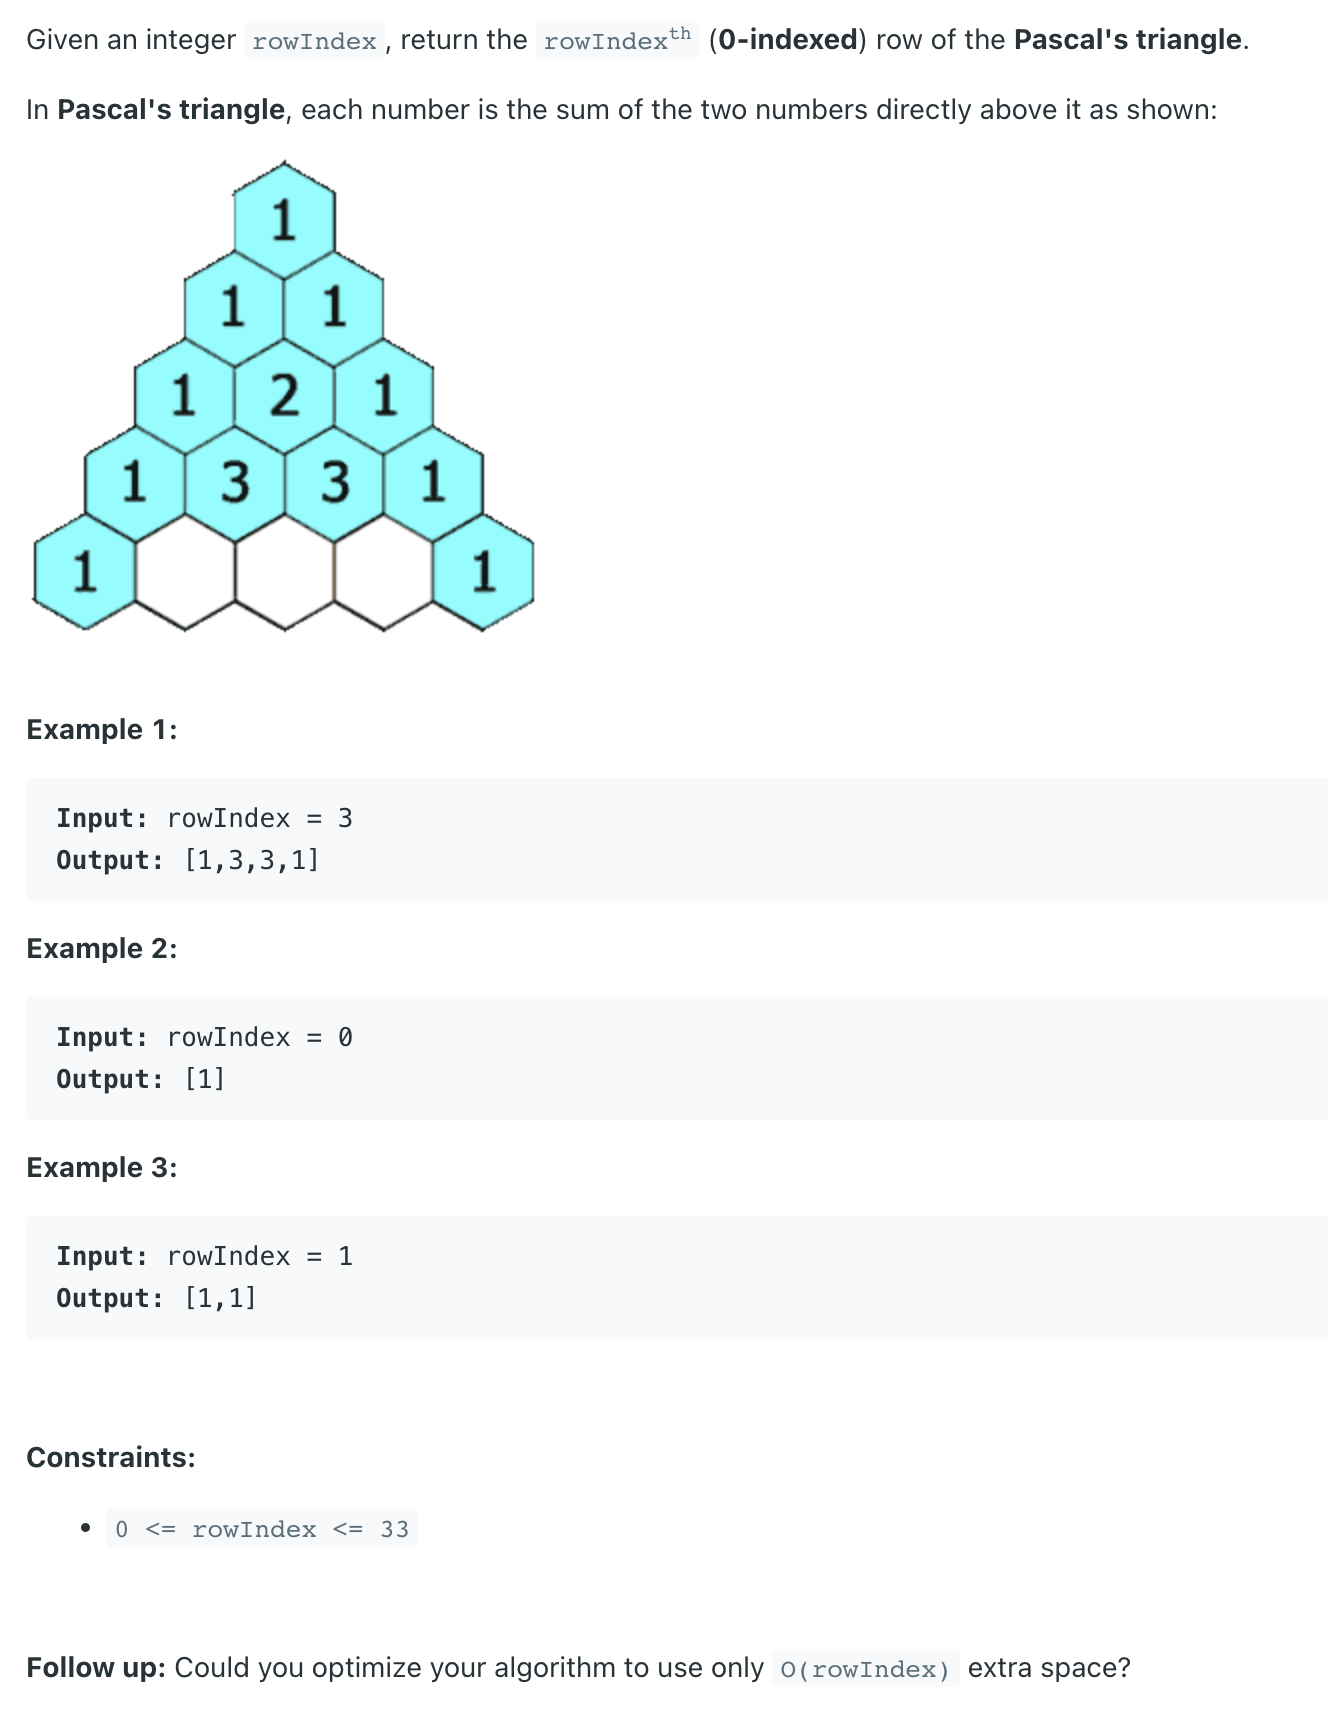 Given an integer rowIndex, return the rowIndexth (0-indexed) row of the Pascal's triangle.
In Pascal's triangle, each number is the sum of the two numbers directly above it as shown:
1
1 1
1 2 1
1 3 3 1
1 1
Example 1:
Input: rowIndex = 3
Output: [1,3,3,1]
Example 2:
Input: rowIndex = 0
Output: [1]
Example 3:
Input: rowIndex = 1
Output: [1,1]
Constraints:
• 0 <= rowIndex <= 33
Follow up: Could you optimize your algorithm to use only O(rowIndex) extra space?